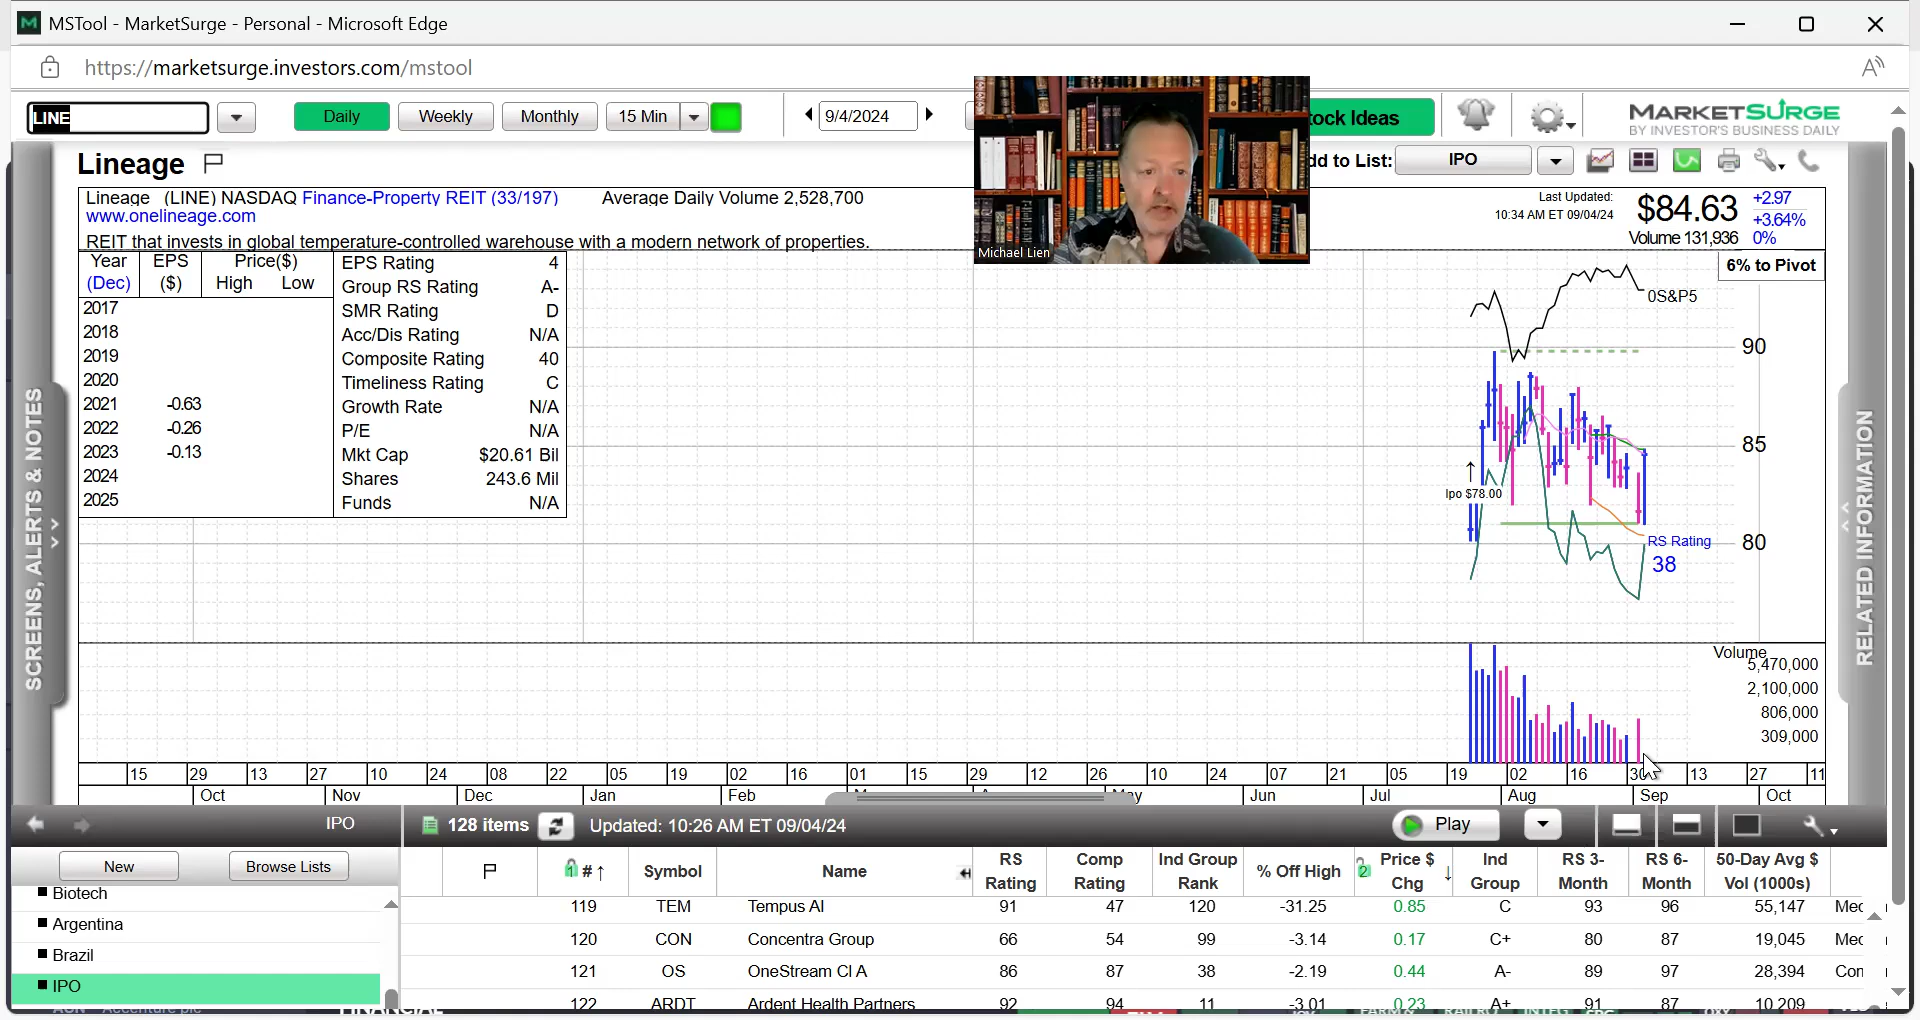 MSTool - MarketSurge - Personal - Microsoft Edge
https://marketsurge.investors.com/mstool
LINE
Daily
Weekly
Monthly
15 Min
9/4/2024
ock Ideas
MARKETSURGE
BY INVESTOR'S BUSINESS DAILY
Lineage
dd to List:
IPO
Lineage (LINE) NASDAQ Finance-Property REIT (33/197) Average Daily Volume 2,528,700
www.onelineage.com
REIT that invests in global temperature-controlled warehouse with a modern network of properties.
Michael Lien
Last Updated:
10:34 AM ET 09/04/24
$84.63
+2.97
+3.64%
Volume 131,936 0%
6% to Pivot
Year EPS Price($)
(Dec) ($) High Low
2017
2018
2019
2020
2021 -0.63
2022 -0.26
2023 -0.13
2024
2025
EPS Rating 4
Group RS Rating A-
SMR Rating D
Acc/Dis Rating N/A
Composite Rating 40
Timeliness Rating C
Growth Rate N/A
P/E N/A
Mkt Cap $20.61 Bil
Shares 243.6 Mil
Funds N/A
0S&P5
90
85
80
Ipo $78.00
RS Rating
38
Volume
5,470,000
2,100,000
806,000
309,000
15 29 13 27 10 24 08 22 05 19 02 16 01 15 29 12 26 10 24 07 21 05 19 02 16 30 13 27 11
Oct Nov Dec Jan Feb May Jun Jul Aug Sep Oct
SCREENS, ALERTS & NOTES
RELATED INFORMATION
IPO
128 items
Updated: 10:26 AM ET 09/04/24
Play
New
Browse Lists
Biotech
Argentina
Brazil
IPO
# Symbol Name RS Rating Comp Rating Ind Group Rank % Off High Price $ Chg Ind Group RS 3-Month RS 6-Month 50-Day Avg $ Vol (1000s)
119 TEM Tempus AI 91 47 120 -31.25 0.85 C 93 96 55,147 Med
120 CON Concentra Group 66 54 99 -3.14 0.17 C+ 80 87 19,045 Med
121 OS OneStream Cl A 86 87 38 -2.19 0.44 A- 89 97 28,394 Con
122 ARDT Ardent Health Partners 92 94 11 -3.01 0.23 A+ 91 87 10,209